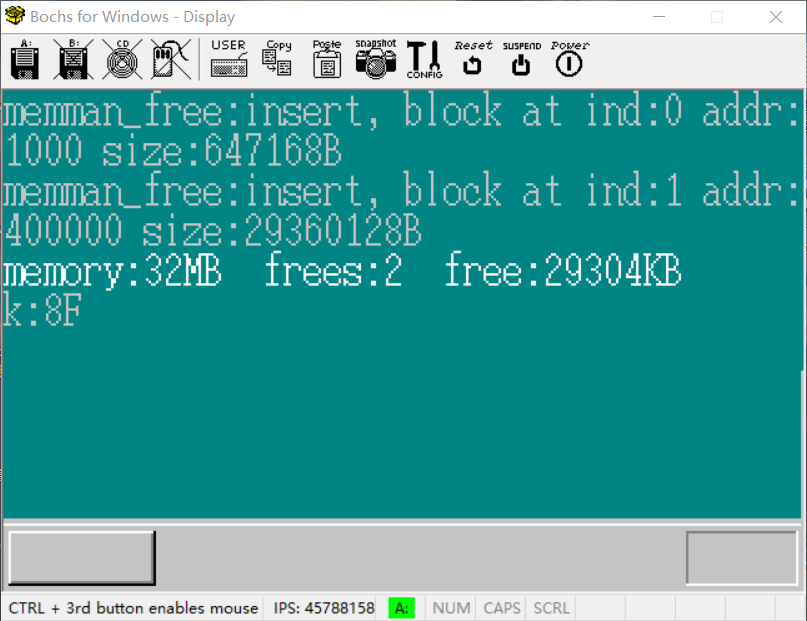 Bochs for Windows - Display
A: B: CD USER Copy Paste snapshot CONFIG Reset SUSPEND Power
memman_free:insert, block at ind:0 addr:
1000 size:647168B
memman_free:insert, block at ind:1 addr:
400000 size:29360128B
memory:32MB frees:2 free:29304KB
k:8F
CTRL + 3rd button enables mouse IPS: 45788158 A: NUM CAPS SCRL